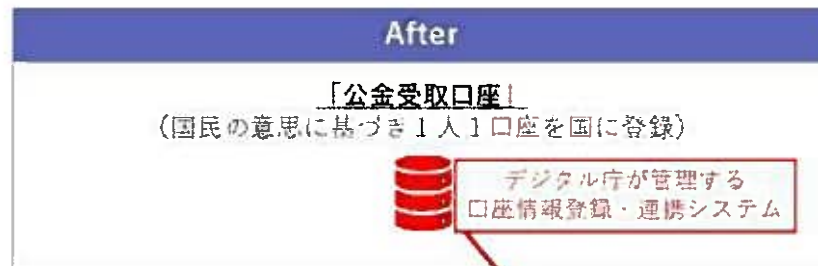 After
「公金受取口座」
(国民の意思に基づき1人1口座を国に登録)
デジタル庁が管理する
口座情報登録・連携システム